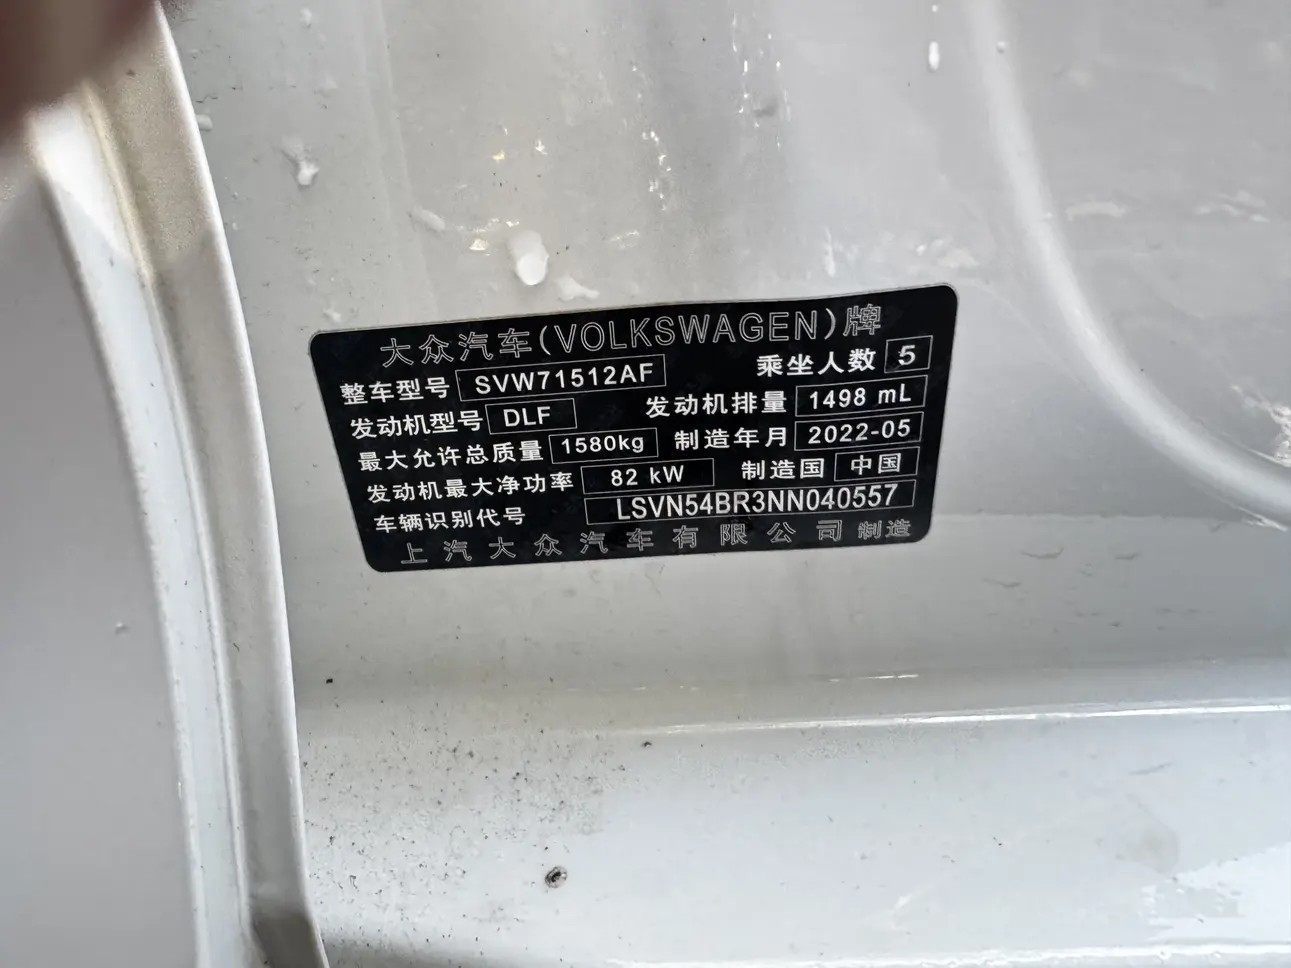 大众汽车(VOLKSWAGEN)牌
整车型号 SVW71512AF 乘坐人数 5
发动机型号 DLF 发动机排量 1498 mL
最大允许总质量 1580kg 制造年月 2022-05
发动机最大净功率 82 kW 制造国 中国
车辆识别代号 LSVN54BR3NN040557
上汽大众汽车有限公司制造